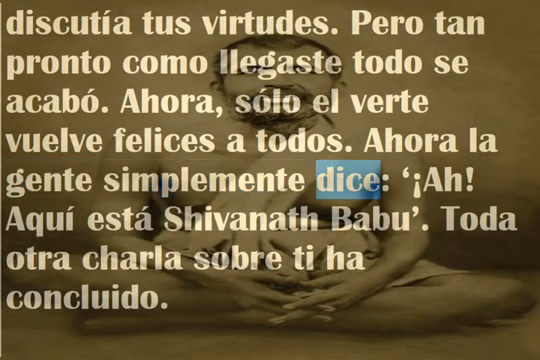 discutía tus virtudes. Pero tan
pronto como llegaste todo se
acabó. Ahora, sólo el verte
vuelve felices a todos. Ahora la
gente simplemente dice: ‘¡Ah!
Aquí está Shivanath Babu’. Toda
otra charla sobre ti ha
concluido.